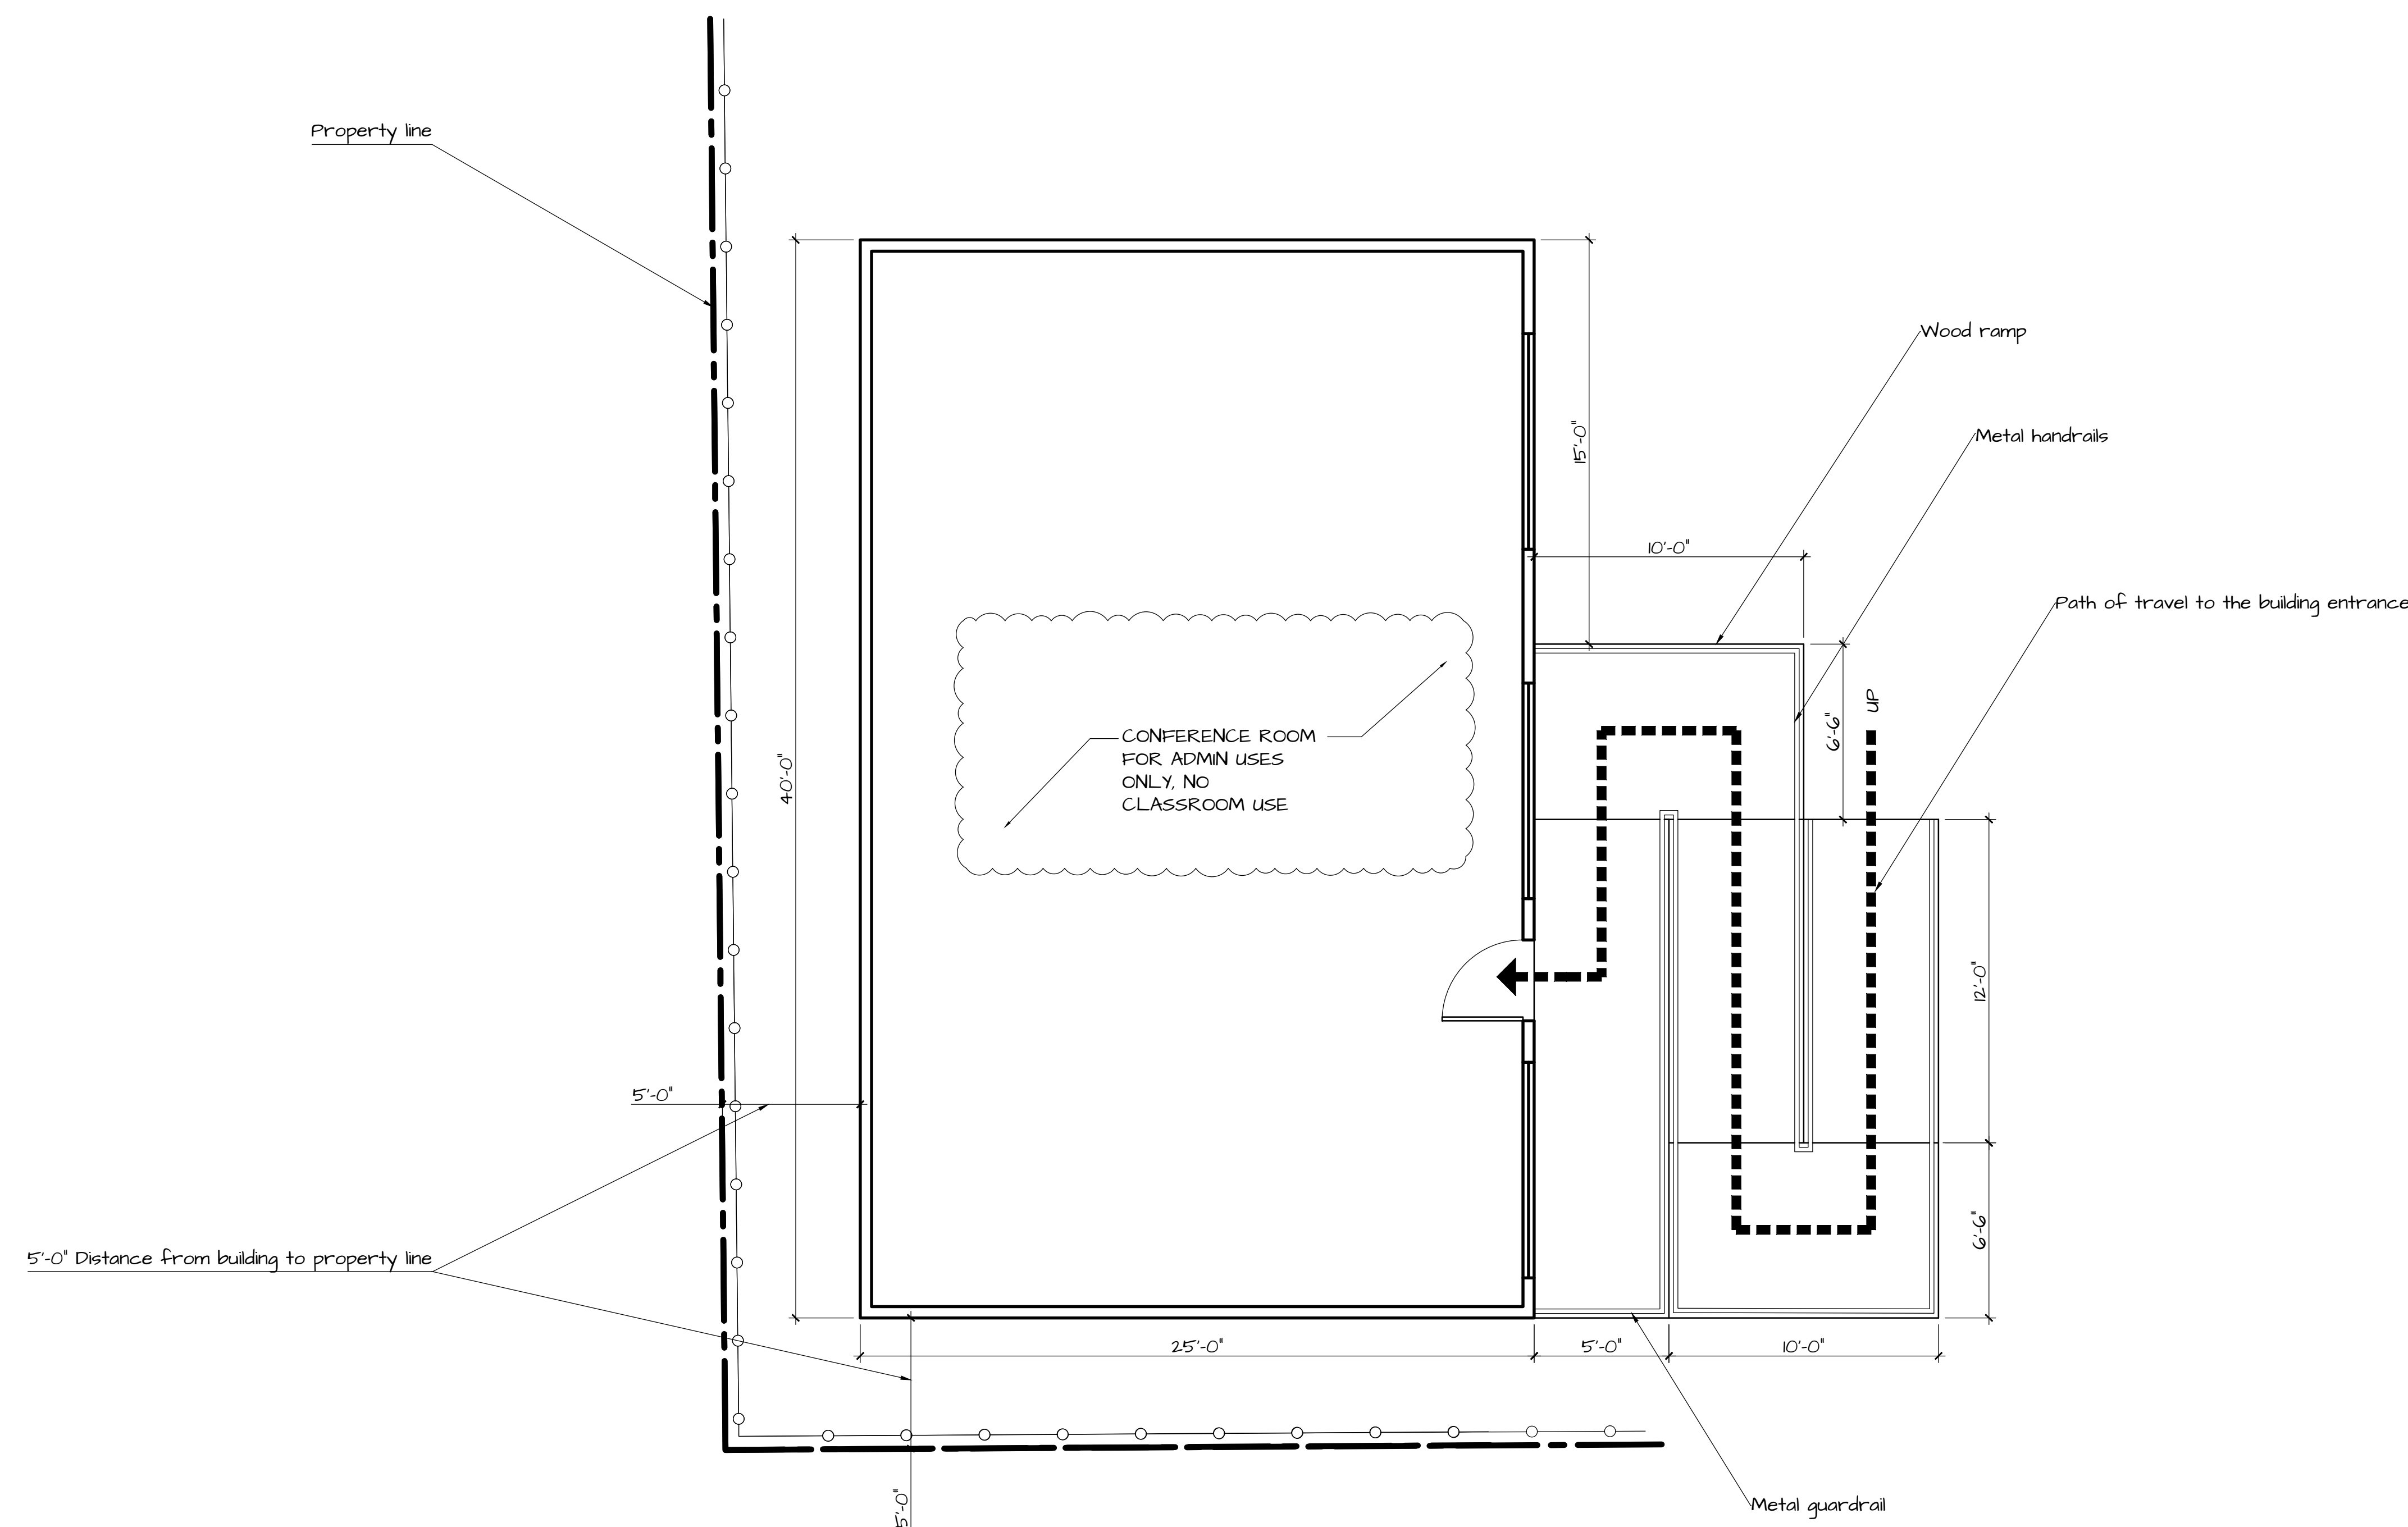 Property line
Wood ramp
Metal handrails
15'-0"
10'-0"
Path of travel to the building entrance
UP
6'-6"
CONFERENCE ROOM
FOR ADMIN USES
ONLY, NO
CLASSROOM USE
40'-0"
12'-0"
5'-0"
6'-6"
5'-0" Distance from building to property line
25'-0"
5'-0"
10'-0"
5'-0"
Metal guardrail